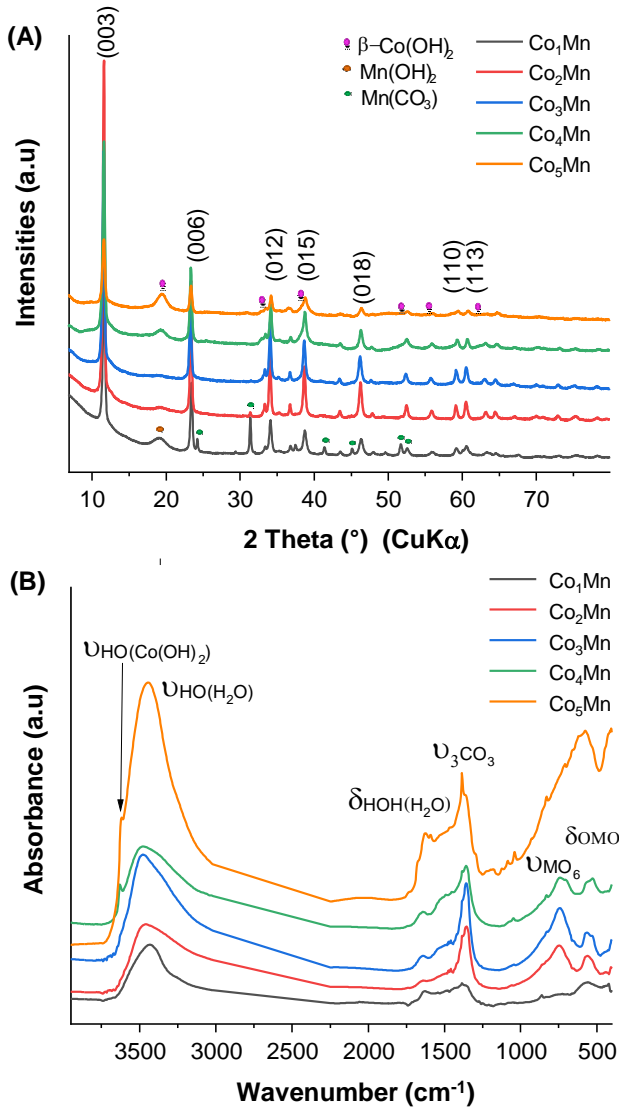 (A)
(003)
β−Co(OH)₂
Mn(OH)₂
Mn(CO₃)
Co₁Mn
Co₂Mn
Co₃Mn
Co₄Mn
Co₅Mn
(006)
(012)
(015)
(018)
(110)
(113)
Intensities (a.u)
10 20 30 40 50 60 70
2 Theta (°) (CuKα)
(B)
Co₁Mn
Co₂Mn
Co₃Mn
Co₄Mn
Co₅Mn
υHO(Co(OH)₂)
υHO(H₂O)
υ₃CO₃
δHOH(H₂O)
δOMO
υMO₆
Absorbance (a.u)
3500 3000 2500 2000 1500 1000 500
Wavenumber (cm⁻¹)